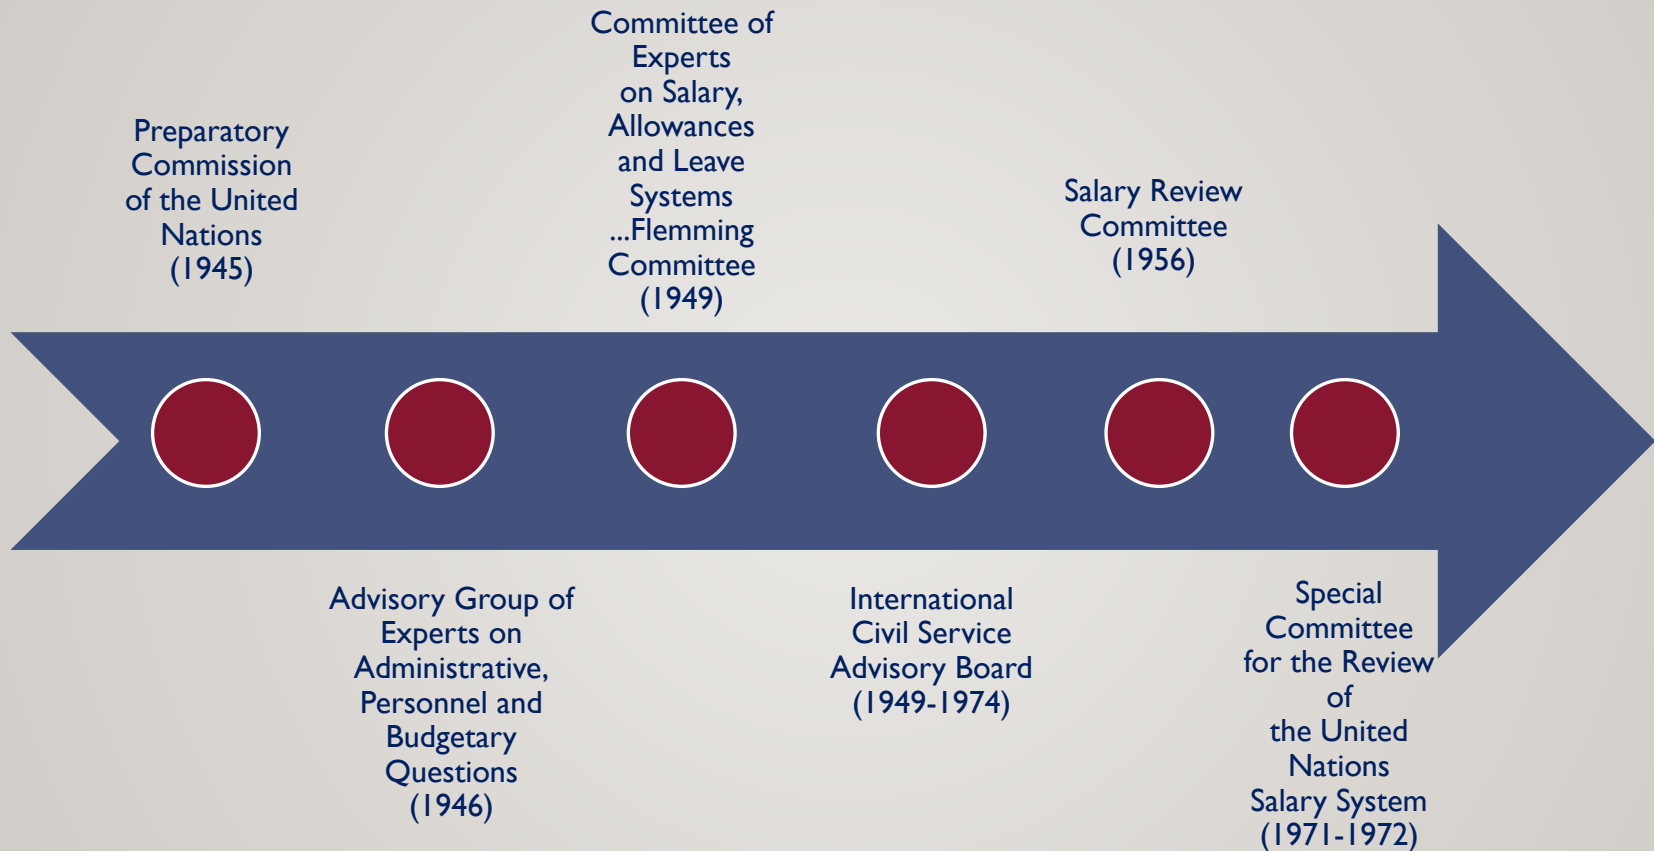 Preparatory
Commission
of the United
Nations
(1945)
Advisory Group of
Experts on
Administrative,
Personnel and
Budgetary
Questions
(1946)
Committee of
Experts
on Salary,
Allowances
and Leave
Systems
...Flemming
Committee
(1949)
International
Civil Service
Advisory Board
(1949-1974)
Salary Review
Committee
(1956)
Special
Committee
for the Review
of
the United
Nations
Salary System
(1971-1972)